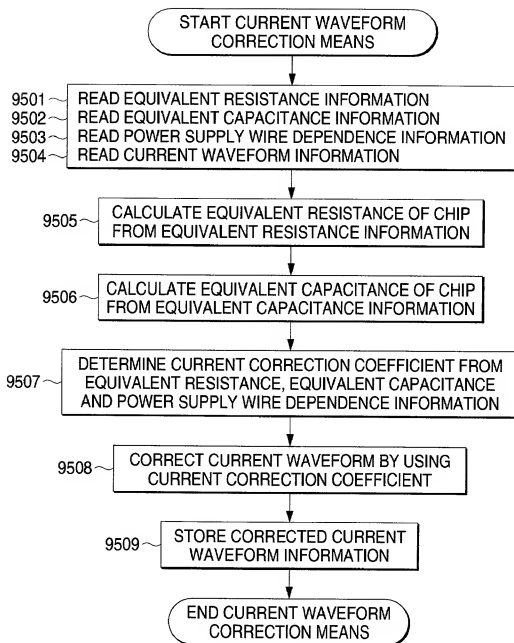 START CURRENT WAVEFORM
CORRECTION MEANS
9501 READ EQUIVALENT RESISTANCE INFORMATION
9502 READ EQUIVALENT CAPACITANCE INFORMATION
9503 READ POWER SUPPLY WIRE DEPENDENCE INFORMATION
9504 READ CURRENT WAVEFORM INFORMATION
9505 CALCULATE EQUIVALENT RESISTANCE OF CHIP
FROM EQUIVALENT RESISTANCE INFORMATION
9506 CALCULATE EQUIVALENT CAPACITANCE OF CHIP
FROM EQUIVALENT CAPACITANCE INFORMATION
9507 DETERMINE CURRENT CORRECTION COEFFICIENT FROM
EQUIVALENT RESISTANCE, EQUIVALENT CAPACITANCE
AND POWER SUPPLY WIRE DEPENDENCE INFORMATION
9508 CORRECT CURRENT WAVEFORM BY USING
CURRENT CORRECTION COEFFICIENT
9509 STORE CORRECTED CURRENT
WAVEFORM INFORMATION
END CURRENT WAVEFORM
CORRECTION MEANS